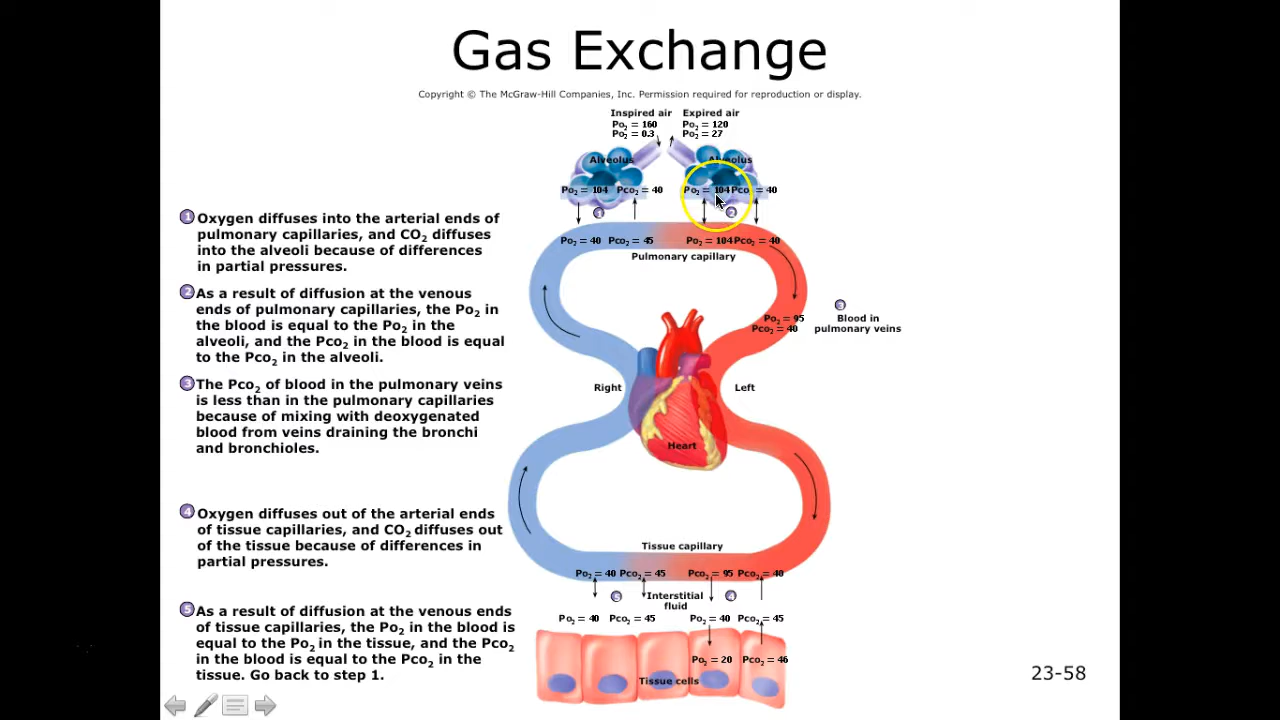 Gas Exchange
Copyright © The McGraw-Hill Companies, Inc. Permission required for reproduction or display.
Inspired air
Po2 = 160
Po2 = 0.3
Expired air
Po2 = 120
Po2 = 27
Alveolus
Alveolus
Po2 = 104 Pco2 = 40
Po2 = 104 Pco2 = 40
1
2
Po2 = 40 Pco2 = 45
Po2 = 104 Pco2 = 40
Pulmonary capillary
1 Oxygen diffuses into the arterial ends of
pulmonary capillaries, and CO2 diffuses
into the alveoli because of differences
in partial pressures.
2 As a result of diffusion at the venous
ends of pulmonary capillaries, the Po2 in
the blood is equal to the Po2 in the
alveoli, and the Pco2 in the blood is equal
to the Pco2 in the alveoli.
3 The Pco2 of blood in the pulmonary veins
is less than in the pulmonary capillaries
because of mixing with deoxygenated
blood from veins draining the bronchi
and bronchioles.
4 Oxygen diffuses out of the arterial ends
of tissue capillaries, and CO2 diffuses out
of the tissue because of differences in
partial pressures.
5 As a result of diffusion at the venous ends
of tissue capillaries, the Po2 in the blood is
equal to the Po2 in the tissue, and the Pco2
in the blood is equal to the Pco2 in the
tissue. Go back to step 1.
3
Po2 = 95
Pco2 = 40
Blood in
pulmonary veins
Right
Left
Heart
Tissue capillary
Po2 = 40 Pco2 = 45
Pco2 = 95 Pco2 = 40
5
Interstitial
fluid
4
Po2 = 40 Pco2 = 45
Po2 = 40 Pco2 = 45
Po2 = 20 Pco2 = 46
Tissue cells
23-58